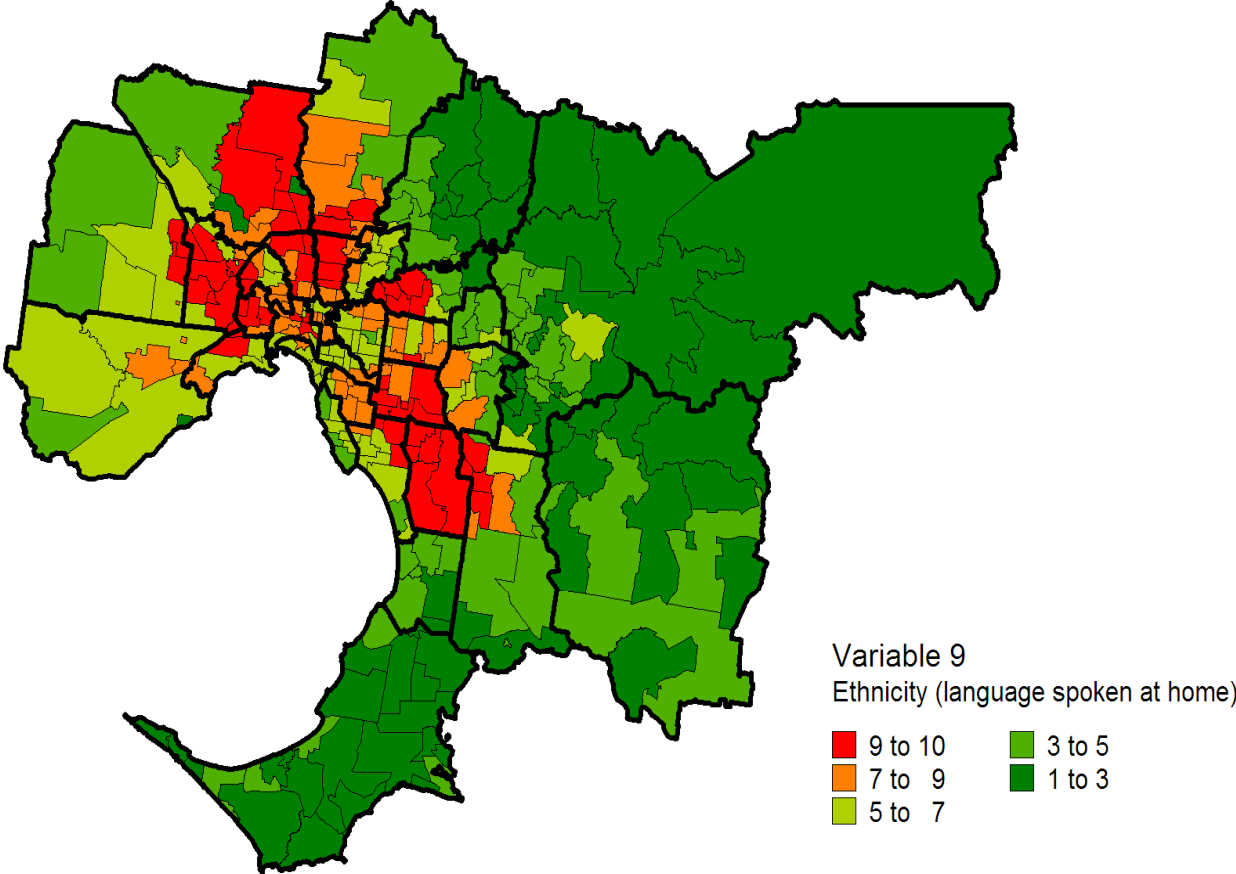 Variable 9
Ethnicity (language spoken at home)
9 to 10
7 to 9
5 to 7
3 to 5
1 to 3